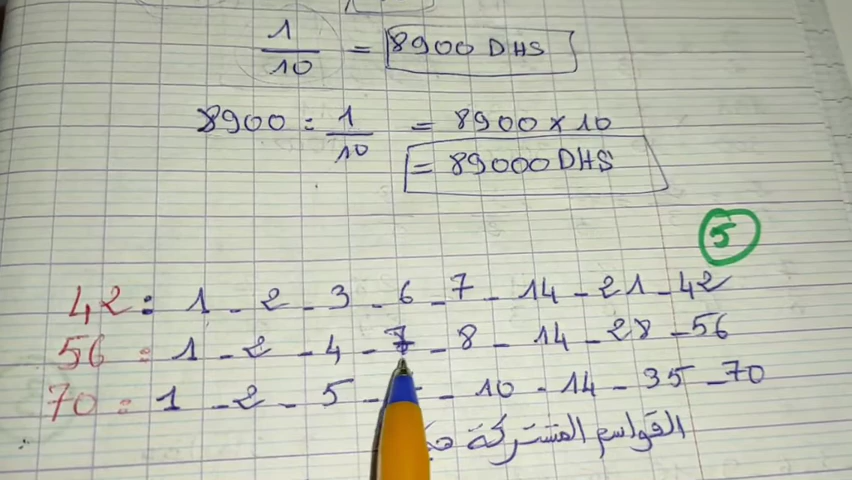 1/10 = 8900 DHS
8900 = 1/10 = 8900 x 10
= 89000 DHS
5
42 : 1 - 2 - 3 - 6 - 7 - 14 - 21 - 42
56 = 1 - 2 - 4 - 7 - 8 - 14 - 28 - 56
70 = 1 - 2 - 5 - - 10 - 14 - 35 - 70
القواسم المشتركة